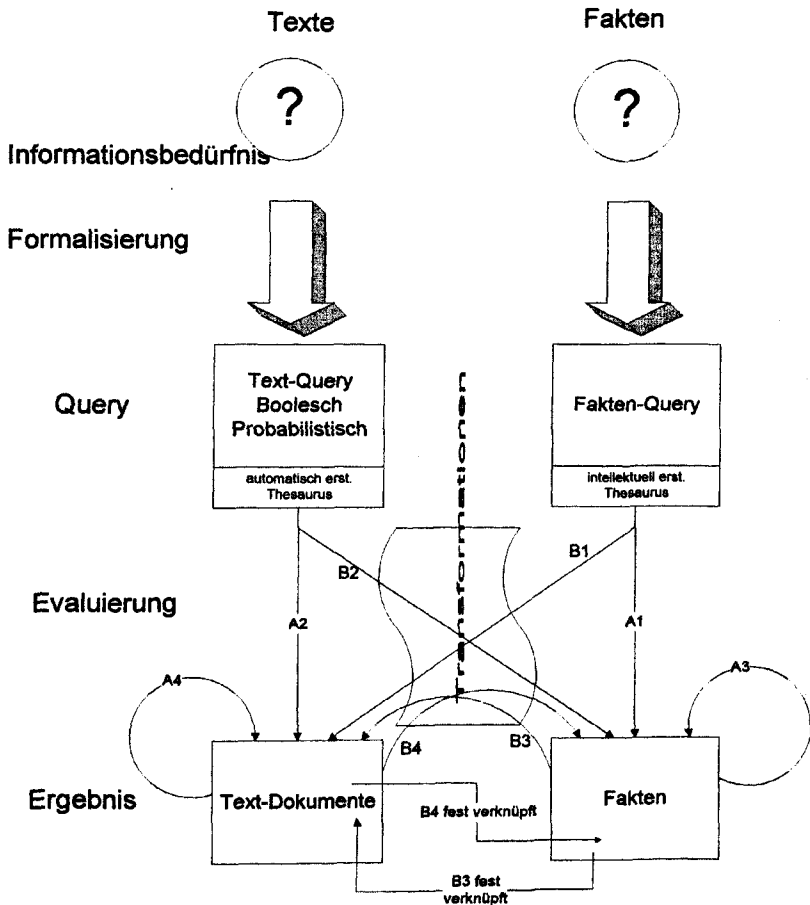 Texte
Fakten
?
?
Informationsbedürfnis
Formalisierung
Query
Text-Query
Boolesch
Probabilistisch
automatisch erst.
Thesaurus
Fakten-Query
intellektuell erst.
Thesaurus
B2
B1
Evaluierung
A2
A1
A4
A3
B4
B3
Ergebnis
Text-Dokumente
Fakten
B4 fest verknüpft
B3 fest
verknüpft